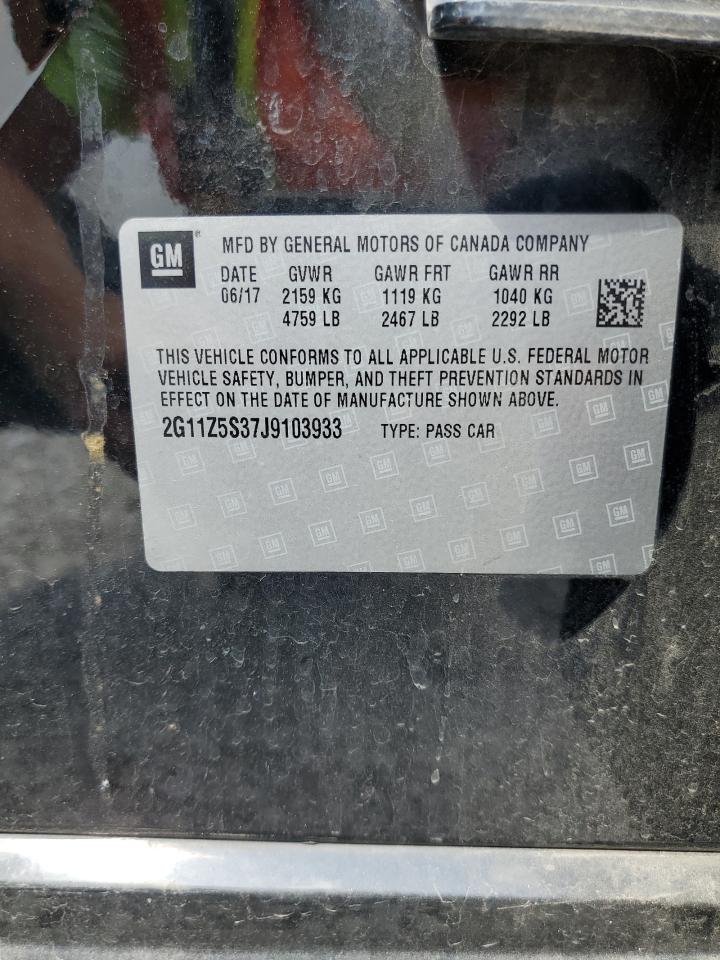 GM® MFD BY GENERAL MOTORS OF CANADA COMPANY
DATE GVWR GAWR FRT GAWR RR
06/17 2159 KG 1119 KG 1040 KG
4759 LB 2467 LB 2292 LB
THIS VEHICLE CONFORMS TO ALL APPLICABLE U.S. FEDERAL MOTOR
VEHICLE SAFETY, BUMPER, AND THEFT PREVENTION STANDARDS IN
EFFECT ON THE DATE OF MANUFACTURE SHOWN ABOVE.
2G11Z5S37J9103933 TYPE: PASS CAR